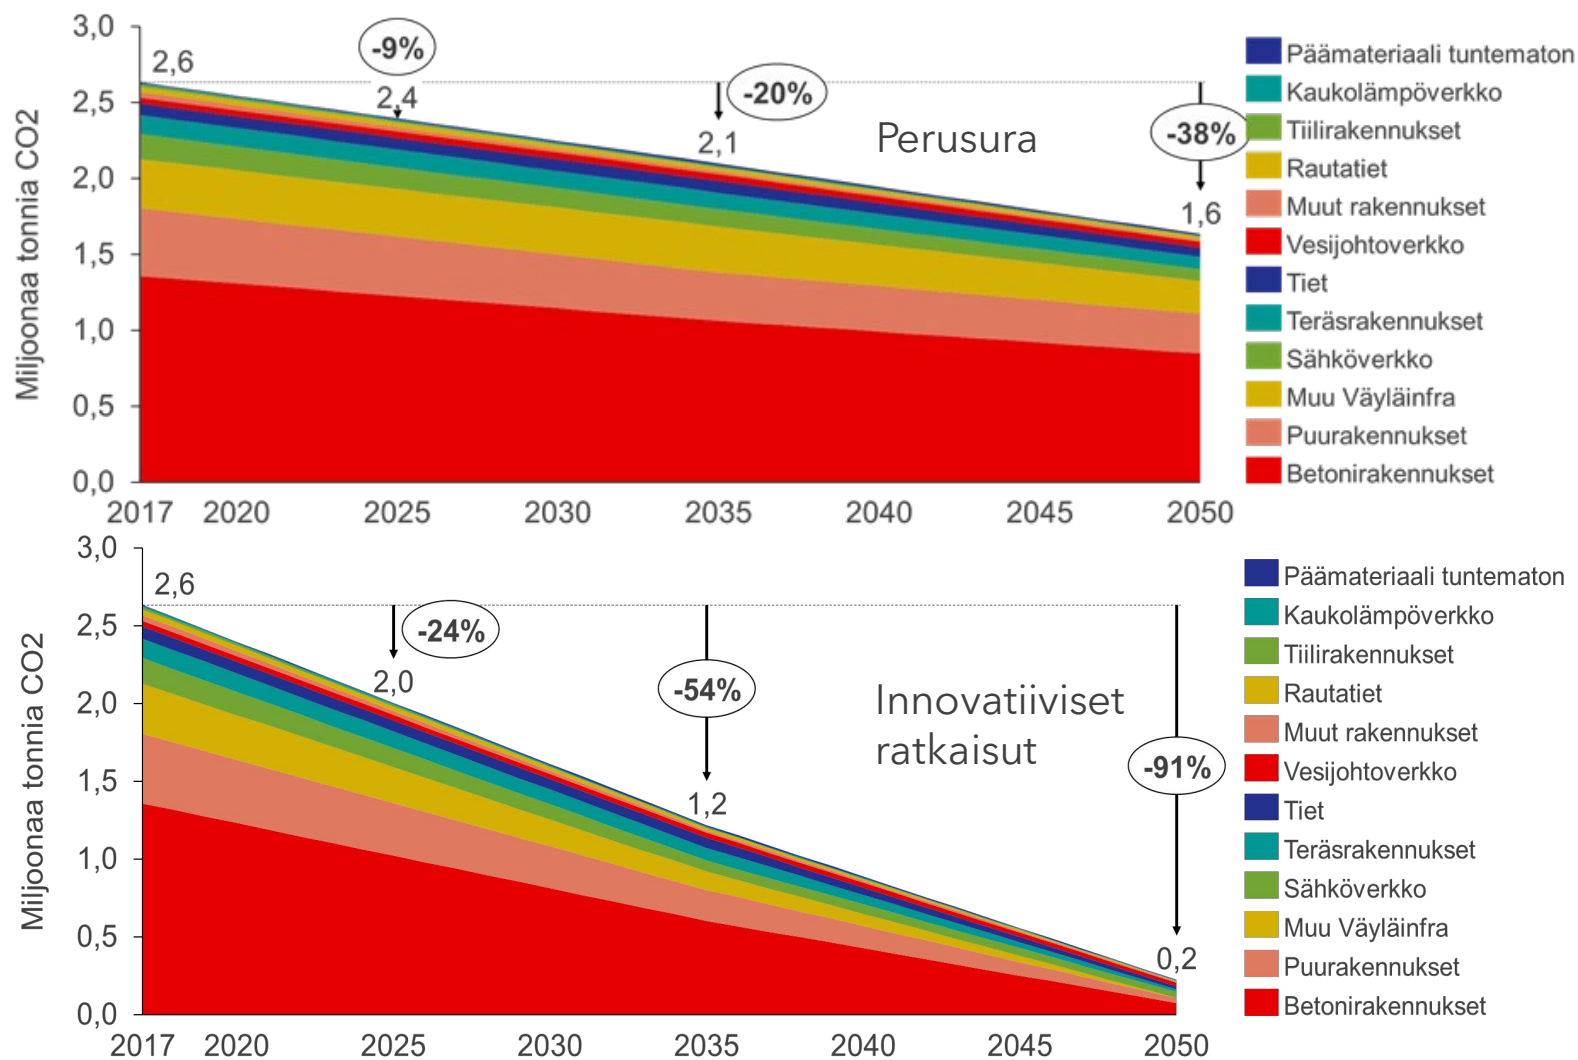 Miljoonaa tonnia CO2
3,0
2,5
2,0
1,5
1,0
0,5
0,0
2,6
-9%
2,4
-20%
2,1
Perusura
-38%
1,6
2017 2020 2025 2030 2035 2040 2045 2050
Päämateriaali tuntematon
Kaukolämpöverkko
Tiilirakennukset
Rautatiet
Muut rakennukset
Vesijohtoverkko
Tiet
Teräsrakennukset
Sähköverkko
Muu Väyläinfra
Puurakennukset
Betonirakennukset
Miljoonaa tonnia CO2
3,0
2,5
2,0
1,5
1,0
0,5
0,0
2,6
-24%
2,0
-54%
1,2
Innovatiiviset
ratkaisut
-91%
0,2
2017 2020 2025 2030 2035 2040 2045 2050
Päämateriaali tuntematon
Kaukolämpöverkko
Tiilirakennukset
Rautatiet
Muut rakennukset
Vesijohtoverkko
Tiet
Teräsrakennukset
Sähköverkko
Muu Väyläinfra
Puurakennukset
Betonirakennukset